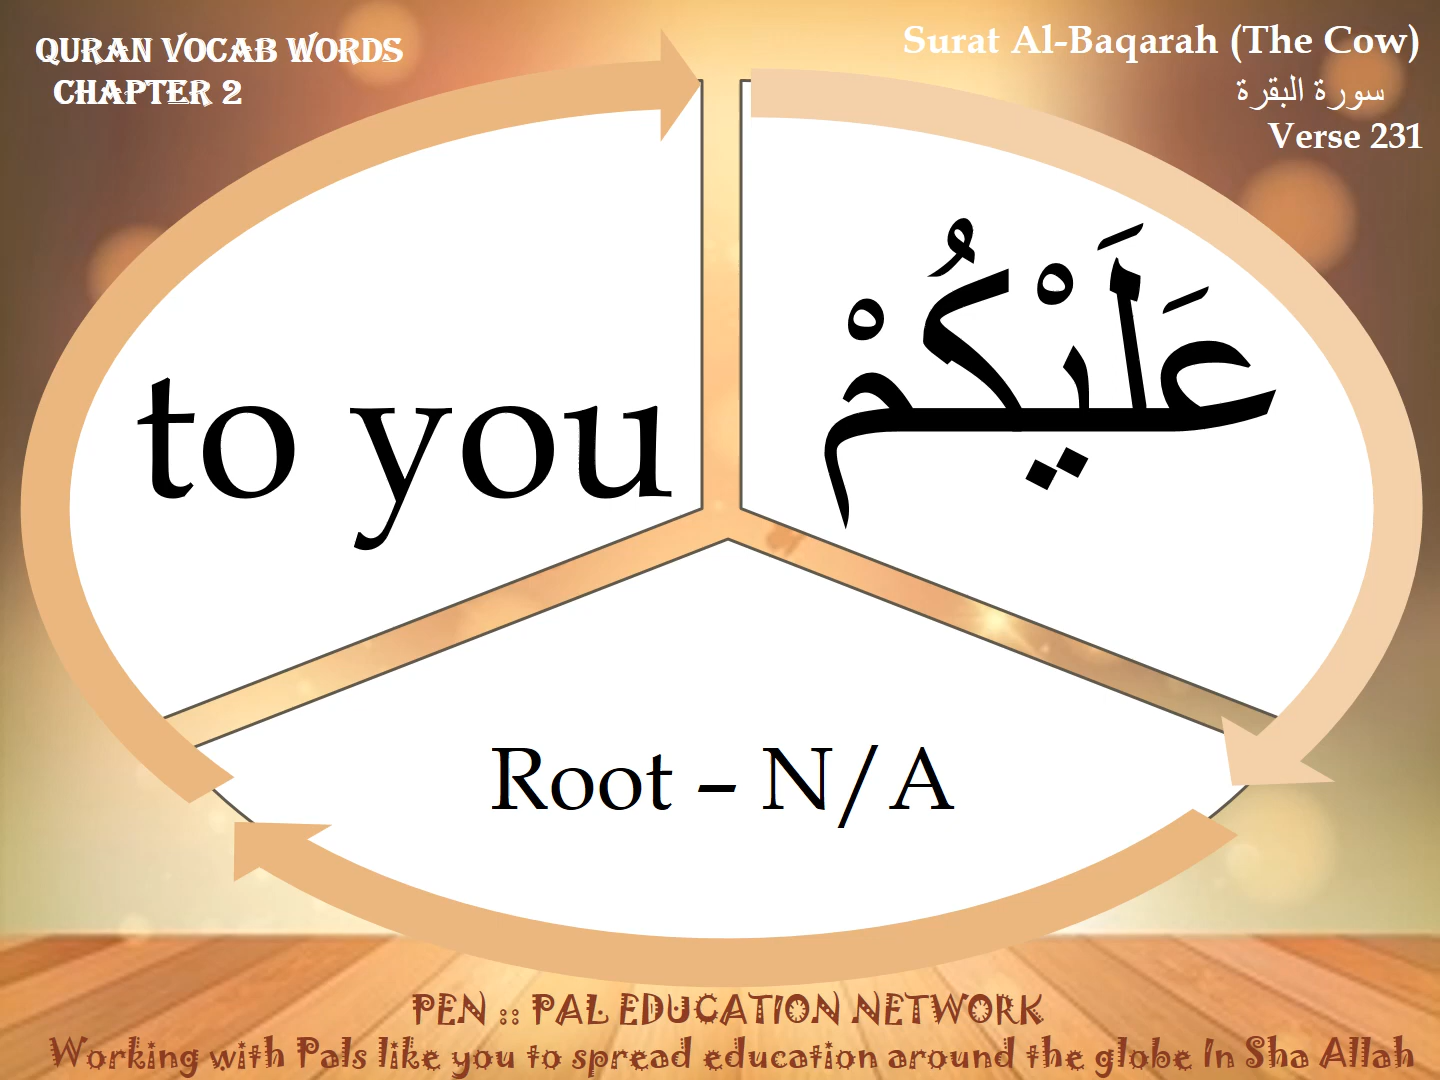 QURAN VOCAB WORDS
CHAPTER 2
Surat Al-Baqarah (The Cow)
سورة البقرة
Verse 231
to you
عَلَيْكُمْ
Root – N/A
PEN :: PAL EDUCATION NETWORK
Working with Pals like you to spread education around the globe In Sha Allah